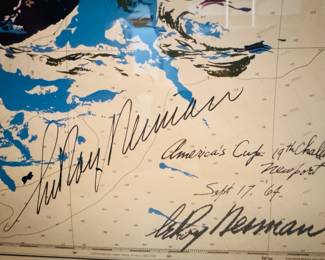 LeRoy Neiman
America's Cup 19th Chall
Newport
Sept 17. 64
LeRoy Neiman